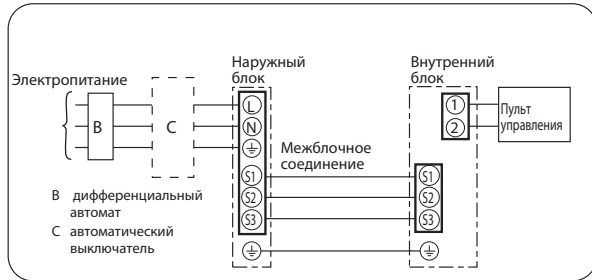 Наружный
блок
Внутренний
блок
Электропитание
B
C
L
N
S1
S2
S3
Межблочное
соединение
1
2
Пульт
управления
S1
S2
S3
B дифференциальный
автомат
C автоматический
выключатель